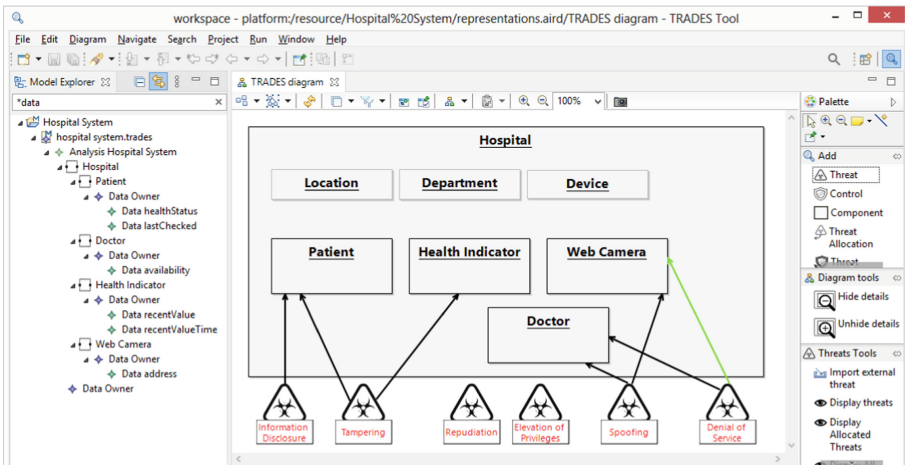 workspace - platform:/resource/Hospital%20System/representations.aird/TRADES diagram - TRADES Tool
File Edit Diagram Navigate Search Project Run Window Help
Model Explorer
*data
Hospital System
hospital system.trades
Analysis Hospital System
Hospital
Patient
Data Owner
Data healthStatus
Data lastChecked
Doctor
Data Owner
Data availability
Health Indicator
Data Owner
Data recentValue
Data recentValueTime
Web Camera
Data Owner
Data address
Data Owner
TRADES diagram
100%
Hospital
Location Department Device
Patient Health Indicator Web Camera
Doctor
Information
Disclosure
Tampering
Repudiation
Elevation of
Privileges
Spoofing
Denial of
Service
Palette
Add
Threat
Control
Component
Threat
Allocation
Threat
Diagram tools
Hide details
Unhide details
Threats Tools
Import external
threat
Display threats
Display
Allocated
Threats